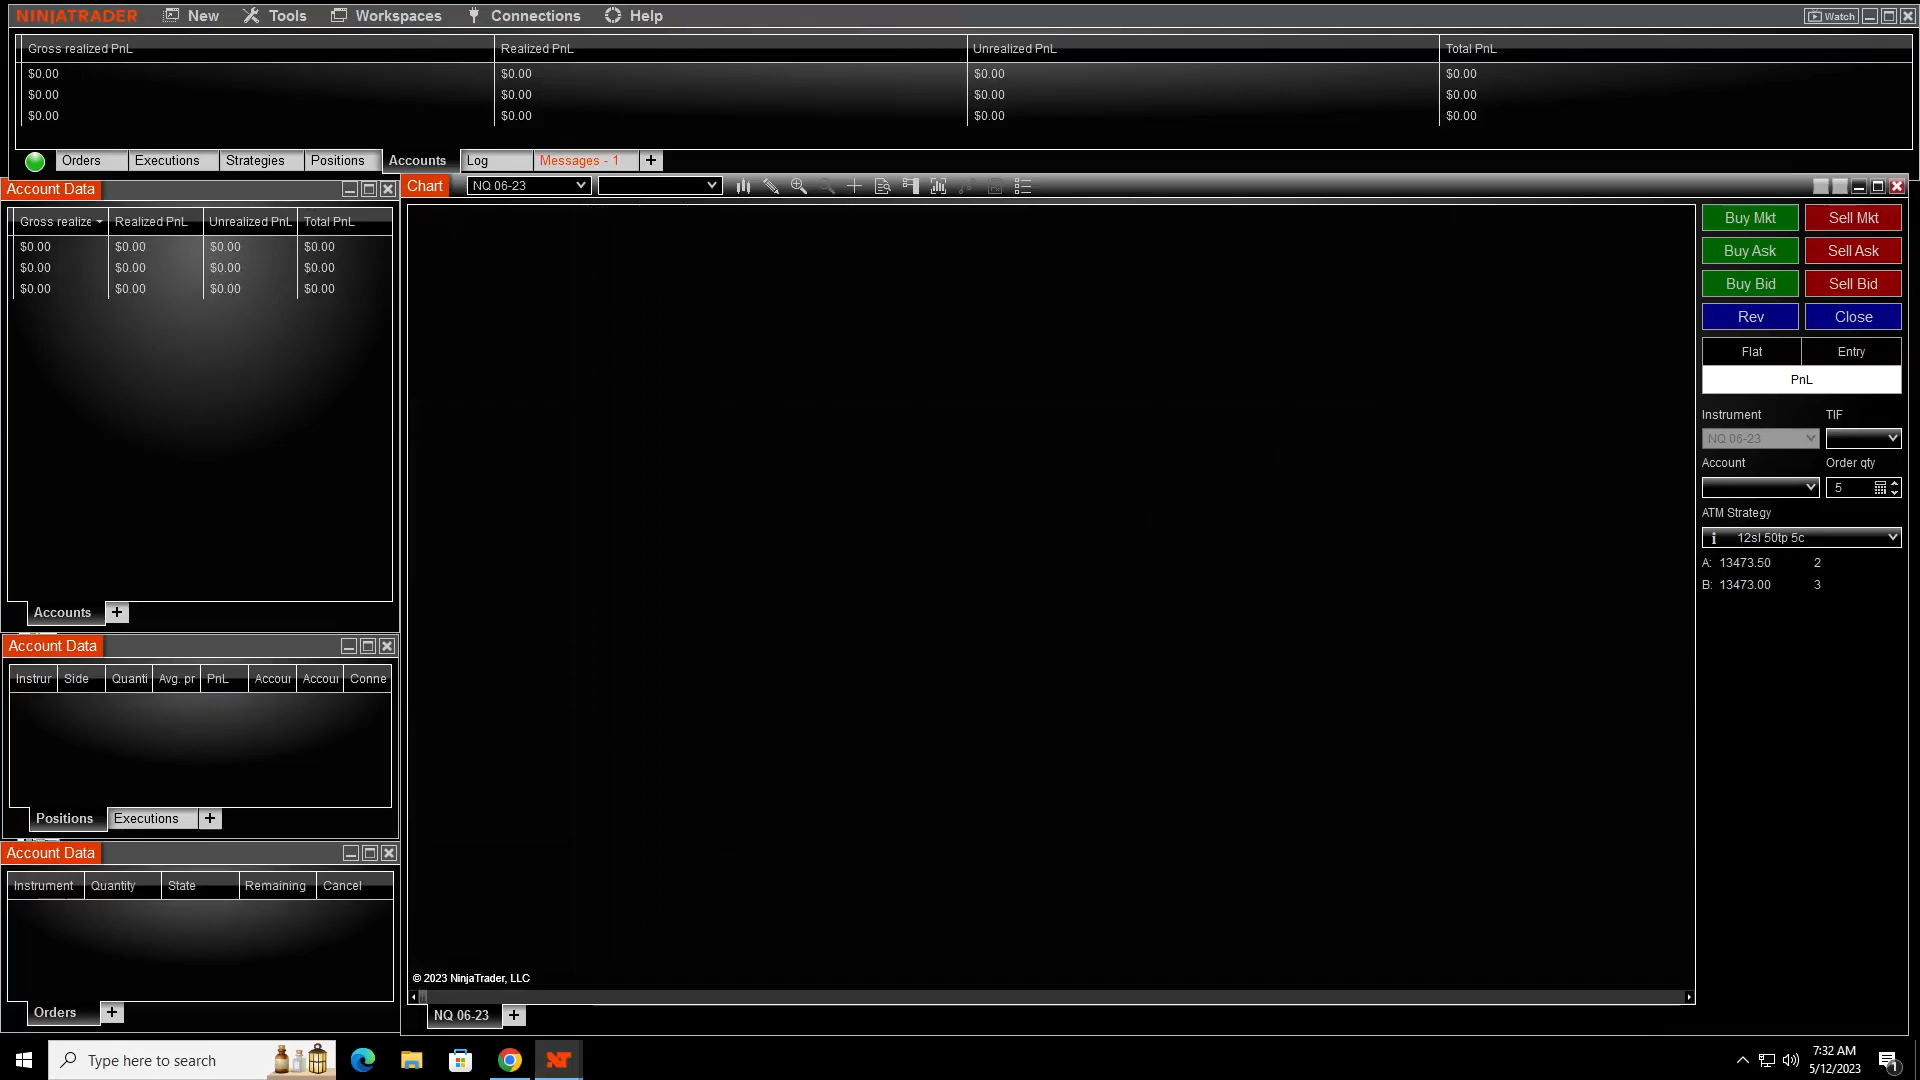 NINJATRADER New Tools Workspaces Connections Help Watch
Gross realized PnL Realized PnL Unrealized PnL Total PnL
$0.00 $0.00 $0.00 $0.00
$0.00 $0.00 $0.00 $0.00
$0.00 $0.00 $0.00 $0.00
Orders Executions Strategies Positions Accounts Log Messages - 1 +
Account Data
Gross realize Realized PnL Unrealized PnL Total PnL
$0.00 $0.00 $0.00 $0.00
$0.00 $0.00 $0.00 $0.00
$0.00 $0.00 $0.00 $0.00
Accounts +
Account Data
Instrur Side Quanti Avg. pr PnL Accour Accour Conne
Positions Executions +
Account Data
Instrument Quantity State Remaining Cancel
Orders +
Chart NQ 06-23
© 2023 NinjaTrader, LLC
NQ 06-23 +
Buy Mkt Sell Mkt
Buy Ask Sell Ask
Buy Bid Sell Bid
Rev Close
Flat Entry
PnL
Instrument TIF
NQ 06-23
Account Order qty
5
ATM Strategy
i 12sl 50tp 5c
A: 13473.50 2
B: 13473.00 3
Type here to search
7:32 AM
5/12/2023
1